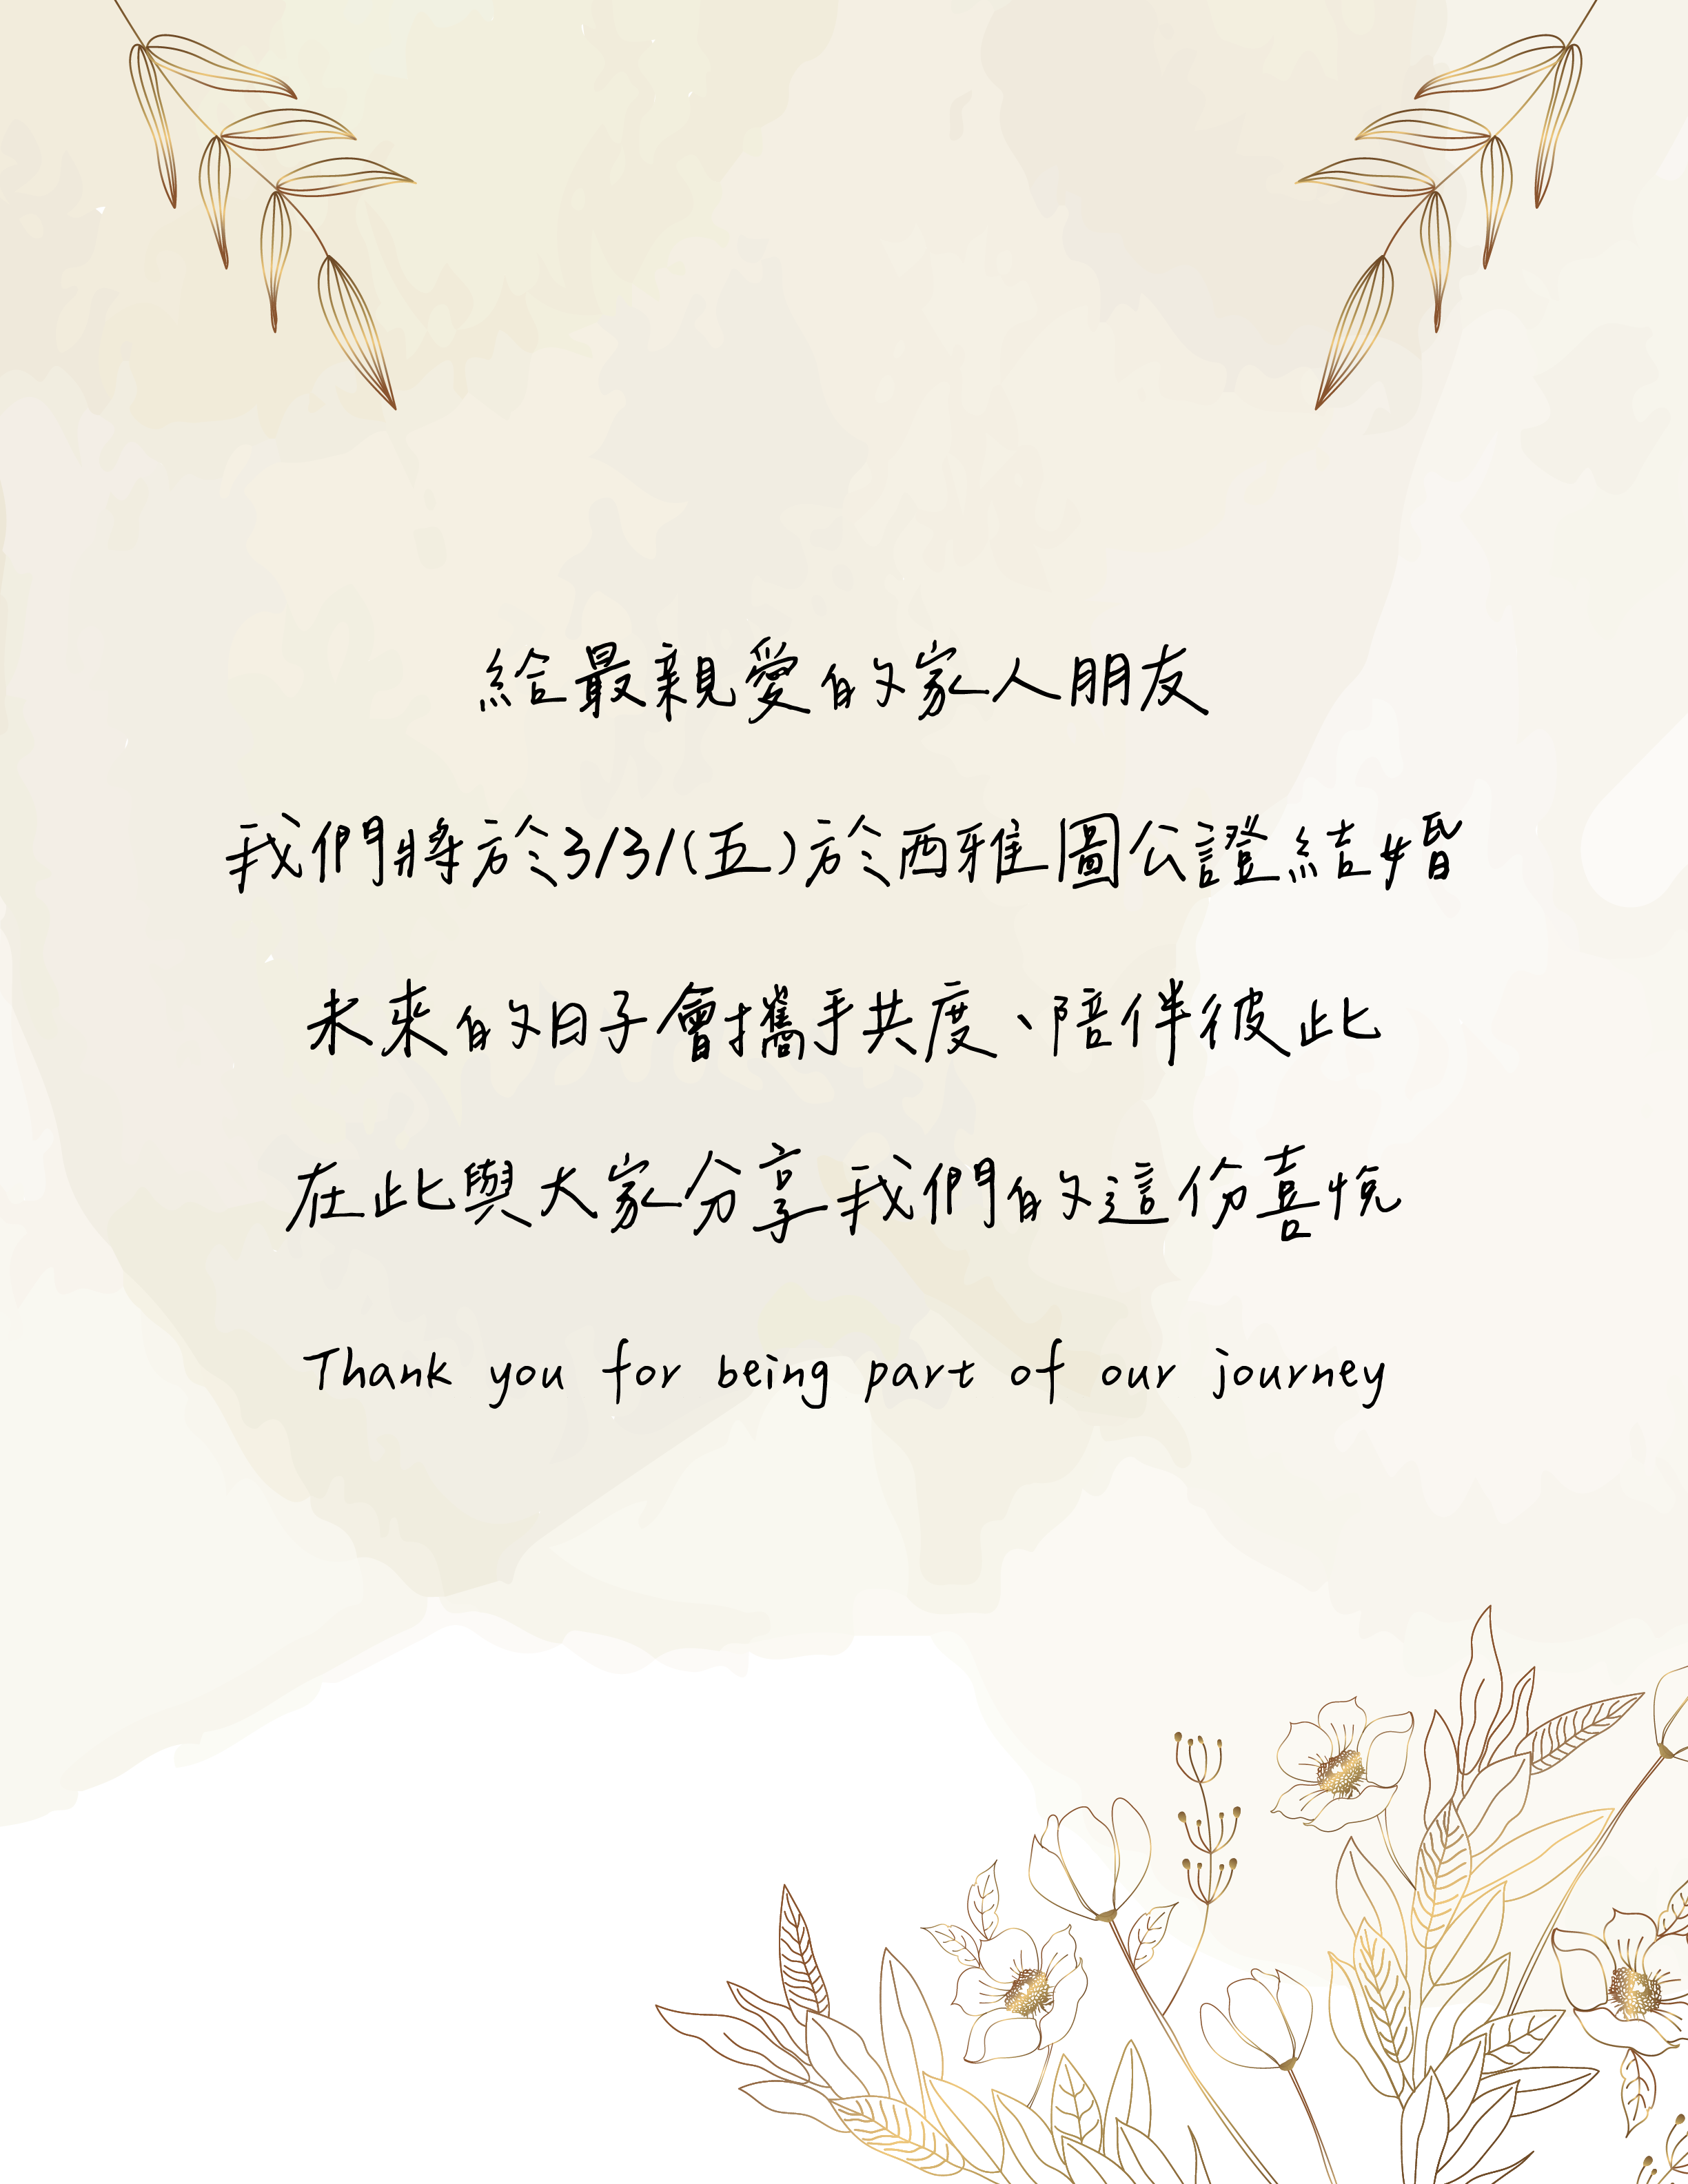 給最親愛的家人朋友
我們將於3/31(五)於西雅圖公證結婚
未來的日子會攜手共度、陪伴彼此
在此與大家分享我們的這份喜悅
Thank you for being part of our journey